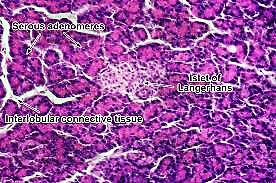 Serous adenomeres
Islet of
Langerhans
Interlobular connective tissue